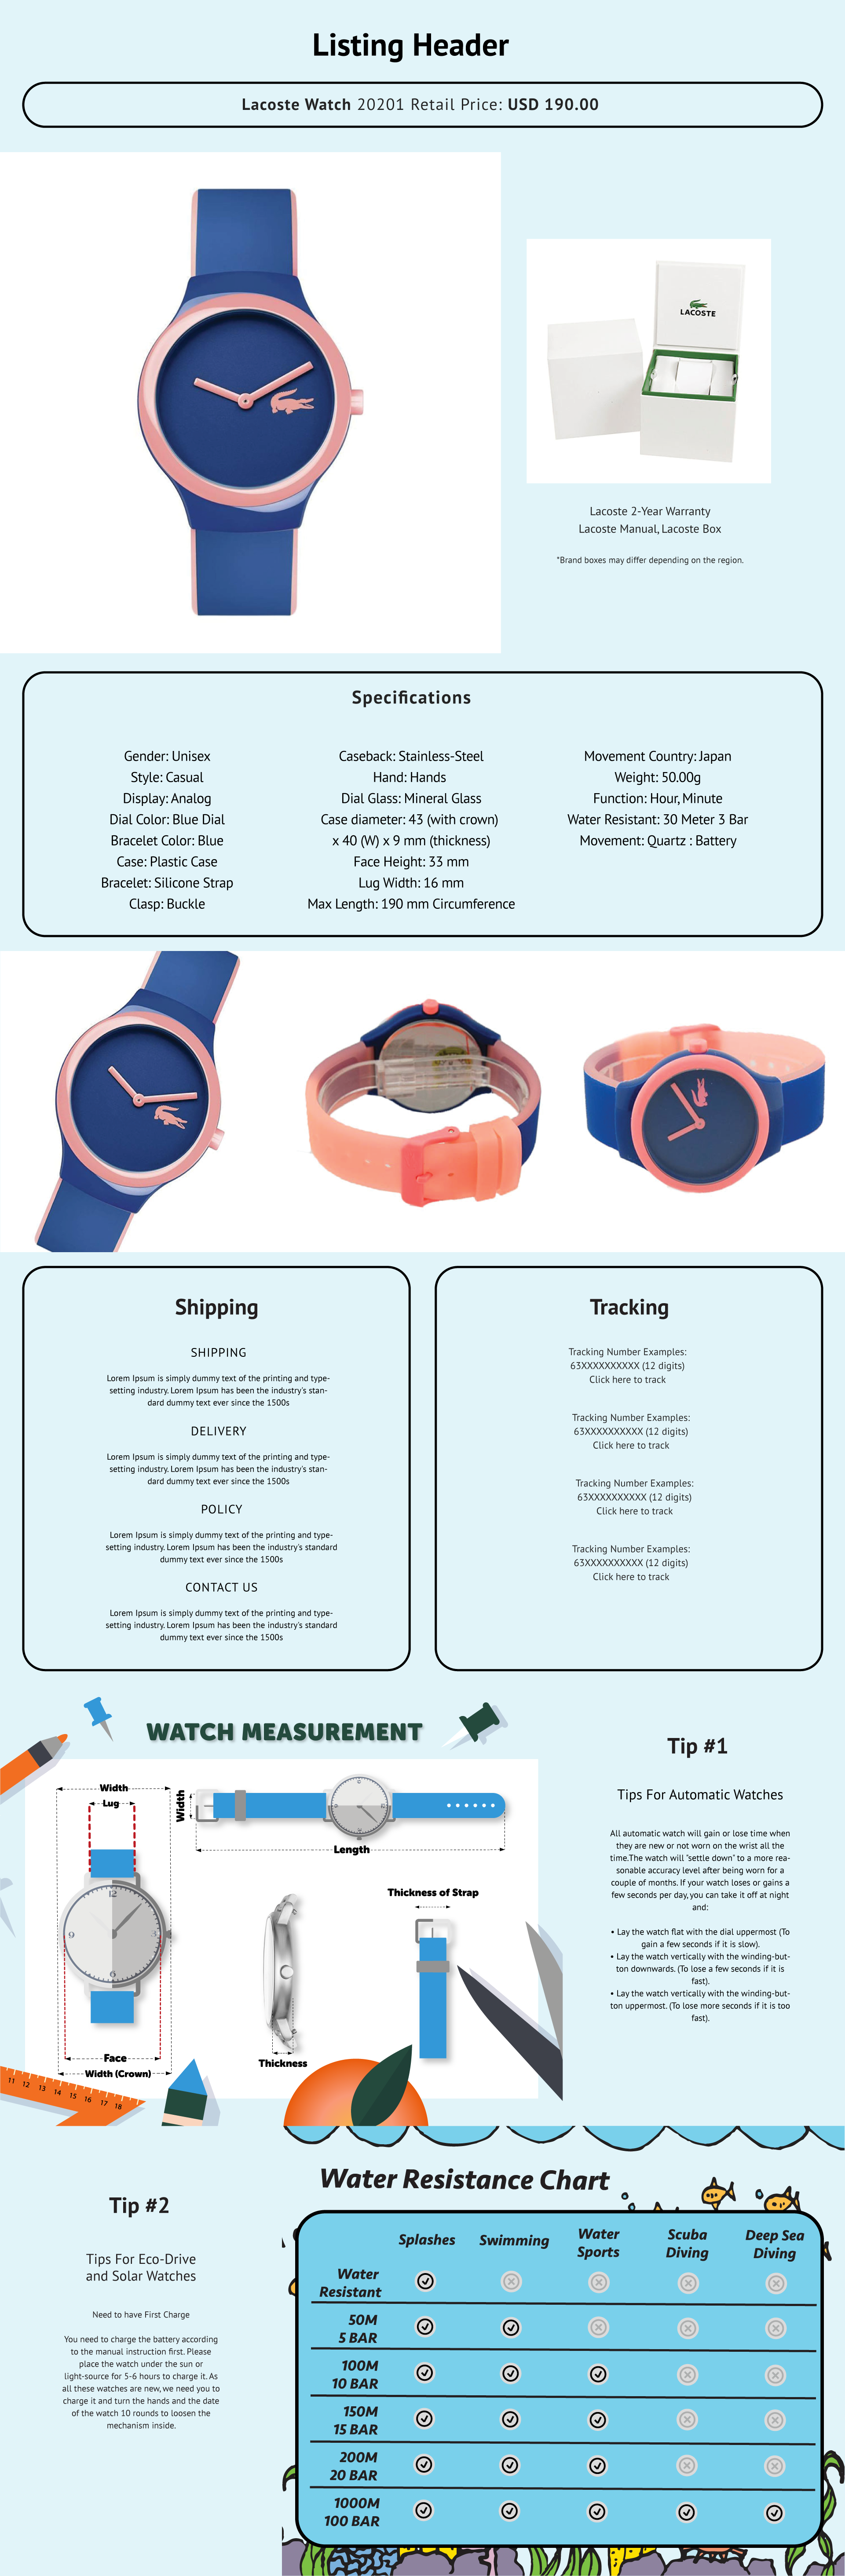 Listing Header
Lacoste Watch 20201 Retail Price: USD 190.00
LACOSTE
Lacoste 2-Year Warranty
Lacoste Manual, Lacoste Box
*Brand boxes may differ depending on the region.
Specifications
Gender: Unisex
Style: Casual
Display: Analog
Dial Color: Blue Dial
Bracelet Color: Blue
Case: Plastic Case
Bracelet: Silicone Strap
Clasp: Buckle
Caseback: Stainless-Steel
Hand: Hands
Dial Glass: Mineral Glass
Case diameter: 43 (with crown)
x 40 (W) x 9 mm (thickness)
Face Height: 33 mm
Lug Width: 16 mm
Max Length: 190 mm Circumference
Movement Country: Japan
Weight: 50.00g
Function: Hour, Minute
Water Resistant: 30 Meter 3 Bar
Movement: Quartz : Battery
Shipping
SHIPPING
Lorem Ipsum is simply dummy text of the printing and type-
setting industry. Lorem Ipsum has been the industry's stan-
dard dummy text ever since the 1500s
DELIVERY
Lorem Ipsum is simply dummy text of the printing and type-
setting industry. Lorem Ipsum has been the industry's stan-
dard dummy text ever since the 1500s
POLICY
Lorem Ipsum is simply dummy text of the printing and type-
setting industry. Lorem Ipsum has been the industry's standard
dummy text ever since the 1500s
CONTACT US
Lorem Ipsum is simply dummy text of the printing and type-
setting industry. Lorem Ipsum has been the industry's standard
dummy text ever since the 1500s
Tracking
Tracking Number Examples:
63XXXXXXXXXX (12 digits)
Click here to track
Tracking Number Examples:
63XXXXXXXXXX (12 digits)
Click here to track
Tracking Number Examples:
63XXXXXXXXXX (12 digits)
Click here to track
Tracking Number Examples:
63XXXXXXXXXX (12 digits)
Click here to track
WATCH MEASUREMENT
Width
Lug
Width
Length
12
3
6
9
Thickness of Strap
Face
Width (Crown)
Thickness
11 12 13 14 15 16 17 18
Tip #1
Tips For Automatic Watches
All automatic watch will gain or lose time when
they are new or not worn on the wrist all the
time.The watch will "settle down" to a more rea-
sonable accuracy level after being worn for a
couple of months. If your watch loses or gains a
few seconds per day, you can take it off at night
and:
• Lay the watch flat with the dial uppermost (To
gain a few seconds if it is slow).
• Lay the watch vertically with the winding-but-
ton downwards. (To lose a few seconds if it is
fast).
• Lay the watch vertically with the winding-but-
ton uppermost. (To lose more seconds if it is too
fast).
Tip #2
Tips For Eco-Drive
and Solar Watches
Need to have First Charge
You need to charge the battery according
to the manual instruction first. Please
place the watch under the sun or
light-source for 5-6 hours to charge it. As
all these watches are new, we need you to
charge it and turn the hands and the date
of the watch 10 rounds to loosen the
mechanism inside.
Water Resistance Chart
Splashes
Swimming
Water
Sports
Scuba
Diving
Deep Sea
Diving
Water
Resistant
50M
5 BAR
100M
10 BAR
150M
15 BAR
200M
20 BAR
1000M
100 BAR